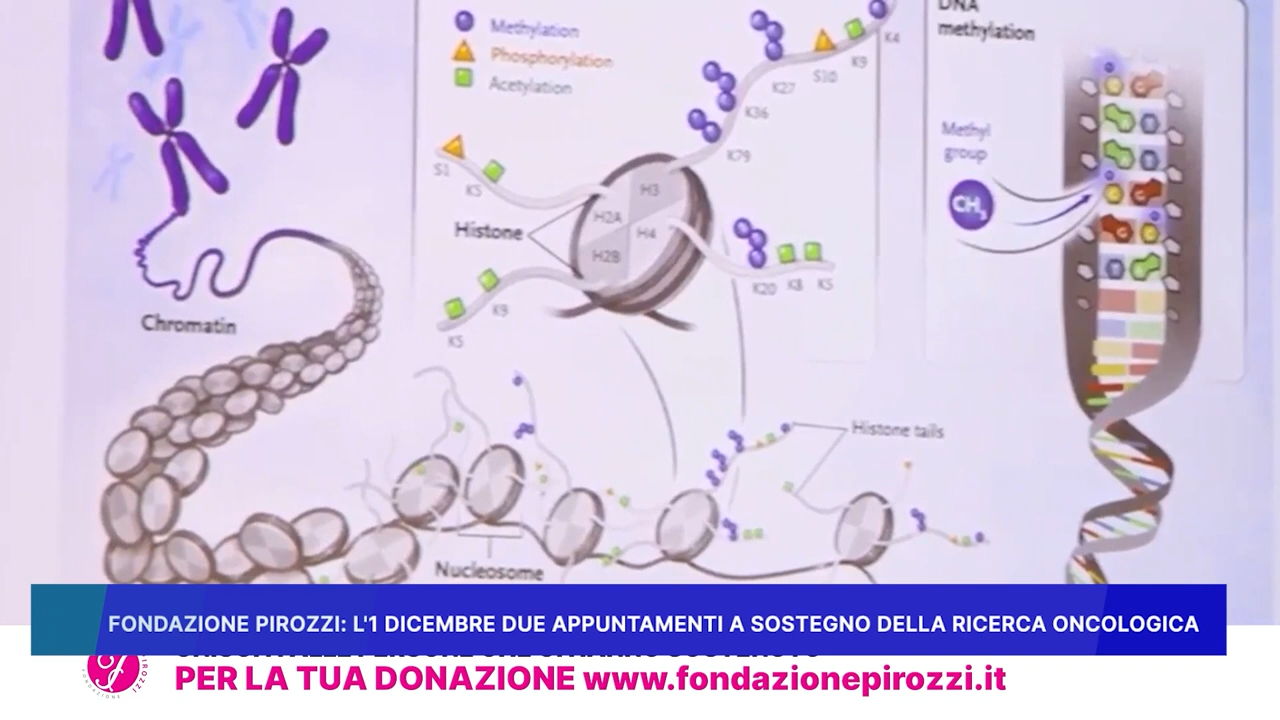 DNA
methylation
Methylation
Phosphorylation
Acetylation
K4
K9
S10
K27
K36
K79
S1
K5
H3
H2A
H4
H2B
Histone
K9
K5
K20 K8 K5
Methyl
group
CH3
Chromatin
Histone tails
Nucleosome
FONDAZIONE PIROZZI: L'1 DICEMBRE DUE APPUNTAMENTI A SOSTEGNO DELLA RICERCA ONCOLOGICA
PER LA TUA DONAZIONE www.fondazionepirozzi.it
PIROZZI